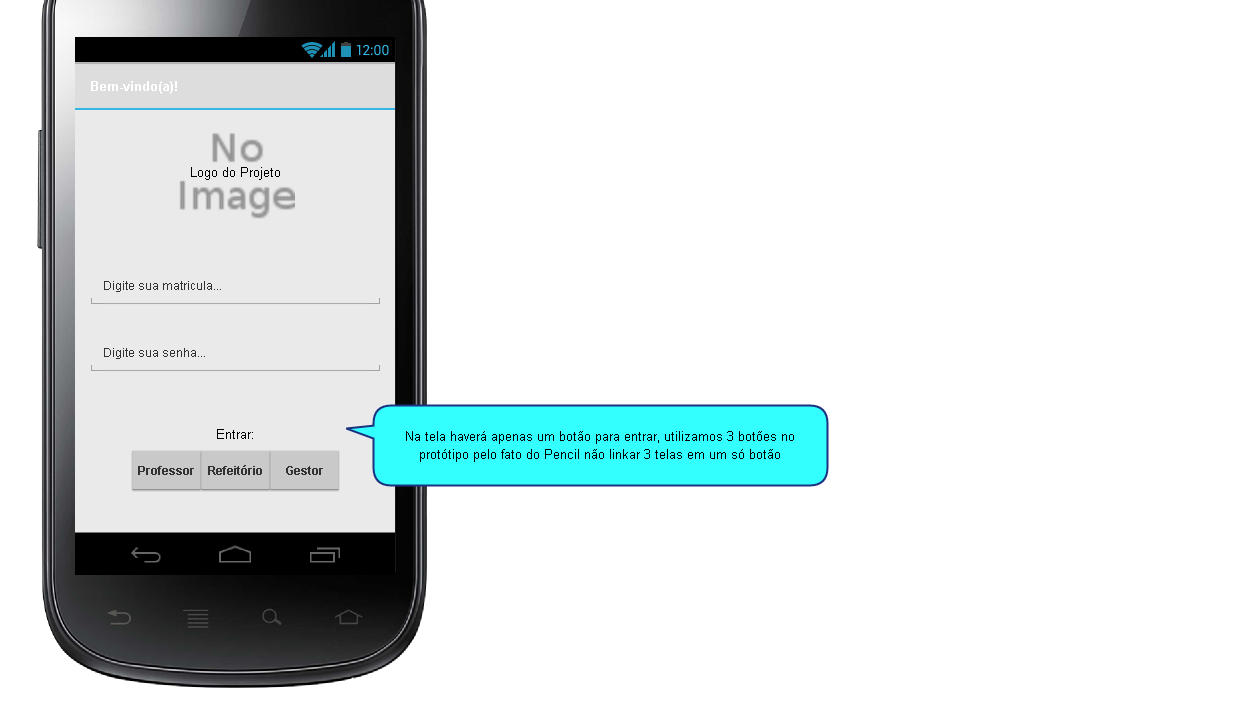 12:00
Bem-vindo(a)!
No
Logo do Projeto
Image
Digite sua matricula...
Digite sua senha...
Entrar:
Professor Refeitório Gestor
Na tela haverá apenas um botão para entrar, utilizamos 3 botões no
protótipo pelo fato do Pencil não linkar 3 telas em um só botão